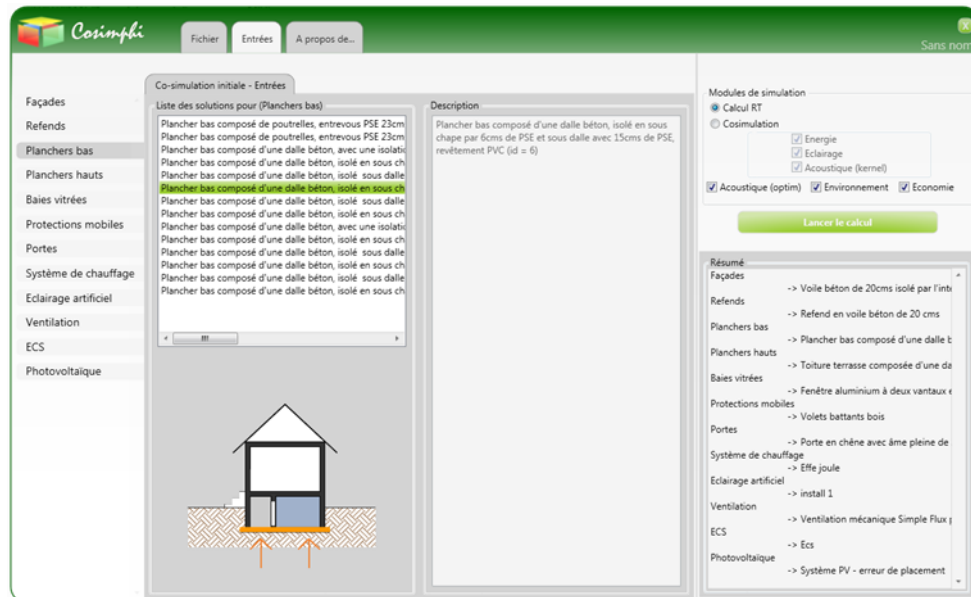 Cosimphi
Fichier
Entrées
A propos de...
X
Sans nom
Façades
Refends
Planchers bas
Planchers hauts
Baies vitrées
Protections mobiles
Portes
Système de chauffage
Eclairage artificiel
Ventilation
ECS
Photovoltaïque
Co-simulation initiale - Entrées
Liste des solutions pour (Planchers bas)
Plancher bas composé de poutrelles, entrevous PSE 23cm
Plancher bas composé de poutrelles, entrevous PSE 23cm
Plancher bas composé d'une dalle béton, avec une isolatic
Plancher bas composé d'une dalle béton, isolé en sous ch
Plancher bas composé d'une dalle béton, isolé sous dalle
Plancher bas composé d'une dalle béton, isolé en sous ch
Plancher bas composé d'une dalle béton, isolé sous dalle
Plancher bas composé d'une dalle béton, isolé en sous ch
Plancher bas composé d'une dalle béton, avec une isolatic
Plancher bas composé d'une dalle béton, isolé en sous ch
Plancher bas composé d'une dalle béton, isolé sous dalle
Plancher bas composé d'une dalle béton, isolé en sous ch
Plancher bas composé d'une dalle béton, isolé sous dalle
Plancher bas composé d'une dalle béton, isolé en sous ch
Description
Plancher bas composé d'une dalle béton, isolé en sous
chape par 6cms de PSE et sous dalle avec 15cms de PSE,
revêtement PVC (id = 6)
Modules de simulation
Calcul RT
Cosimulation
Energie
Eclairage
Acoustique (kernel)
Acoustique (optim) Environnement Economie
Lancer le calcul
Résumé
Façades
-> Voile béton de 20cms isolé par l'inte
Refends
-> Refend en voile béton de 20 cms
Planchers bas
-> Plancher bas composé d'une dalle b
Planchers hauts
-> Toiture terrasse composée d'une da
Baies vitrées
-> Fenêtre aluminium à deux vantaux e
Protections mobiles
-> Volets battants bois
Portes
-> Porte en chêne avec âme pleine de
Système de chauffage
-> Effe joule
Eclairage artificiel
-> install 1
Ventilation
-> Ventilation mécanique Simple Flux p
ECS
-> Ecs
Photovoltaïque
-> Système PV - erreur de placement